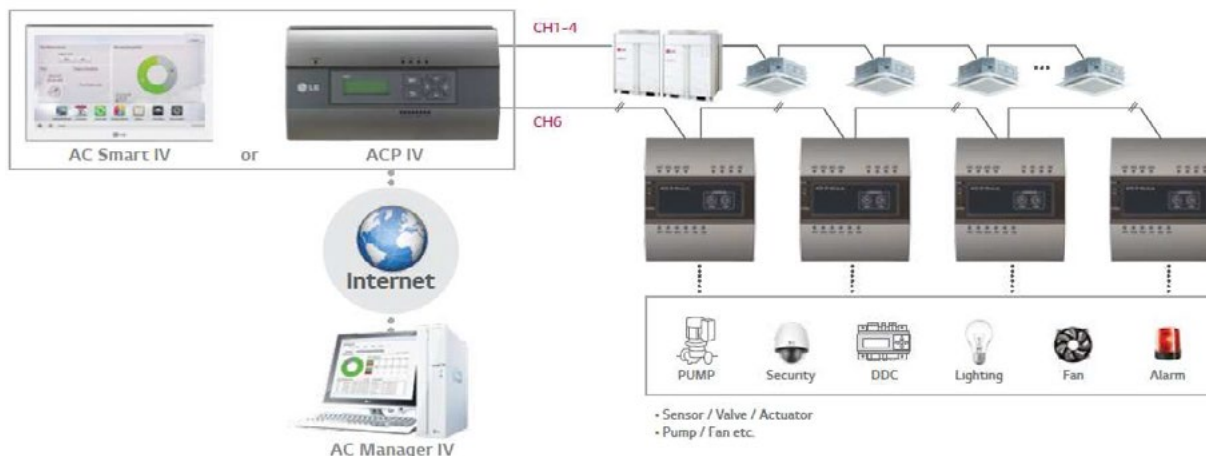 CH1-4
LG
CH6
AC Smart IV
or
ACP IV
Internet
AC Manager IV
PUMP
Security
DDC
Lighting
Fan
Alarm
• Sensor / Valve / Actuator
• Pump / Fan etc.